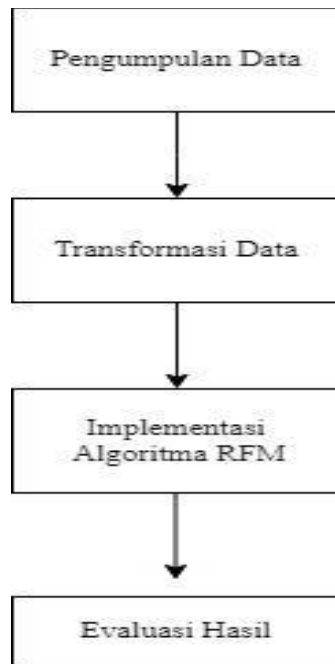 Pengumpulan Data
Transformasi Data
Implementasi
Algoritma RFM
Evaluasi Hasil